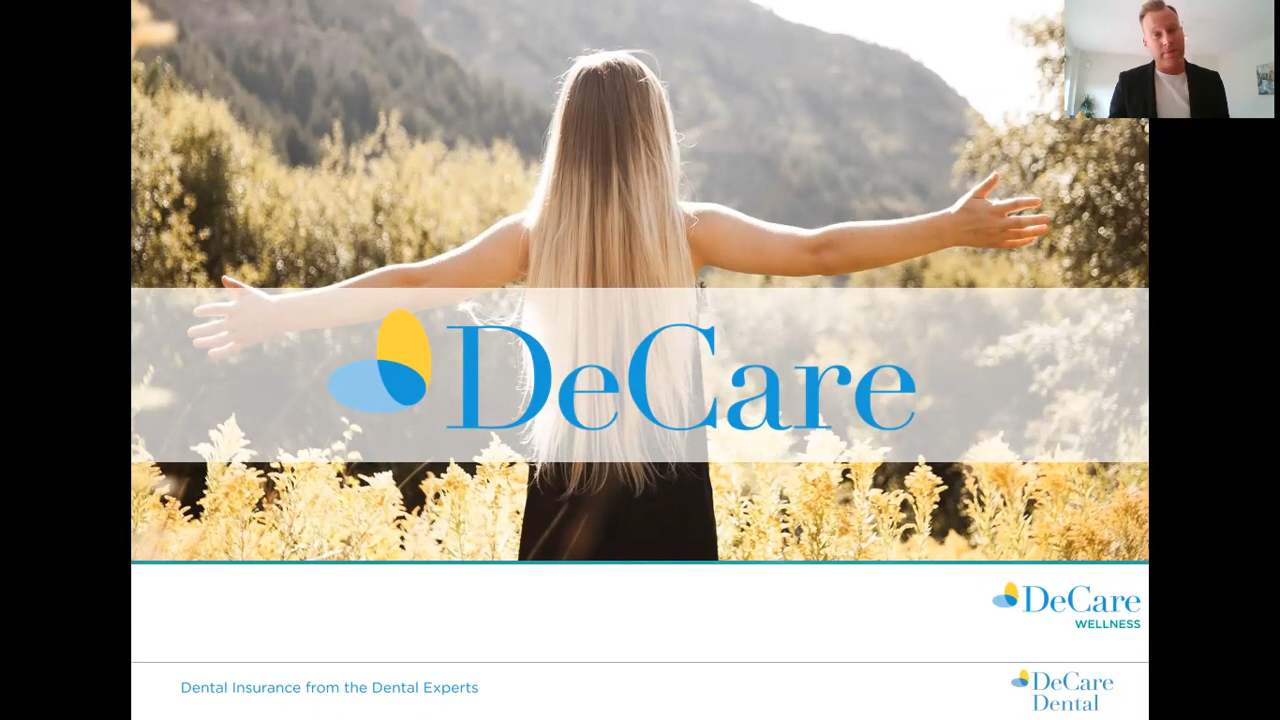 DeCare
DeCare
WELLNESS
Dental Insurance from the Dental Experts
DeCare
Dental